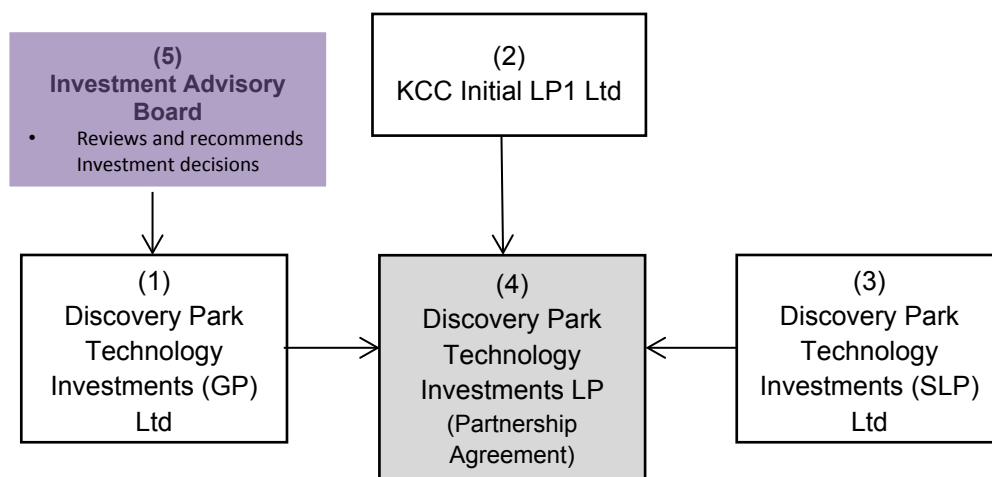 (5)
Investment Advisory
Board
• Reviews and recommends
Investment decisions
(2)
KCC Initial LP1 Ltd
(1)
Discovery Park
Technology
Investments (GP)
Ltd
(4)
Discovery Park
Technology
Investments LP
(Partnership
Agreement)
(3)
Discovery Park
Technology
Investments (SLP)
Ltd